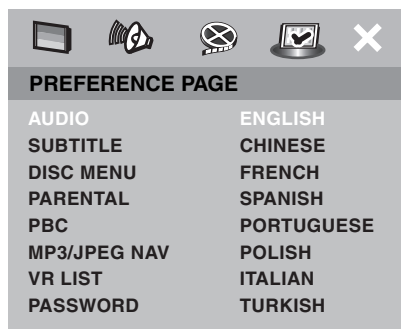 PREFERENCE PAGE
AUDIO ENGLISH
SUBTITLE CHINESE
DISC MENU FRENCH
PARENTAL SPANISH
PBC PORTUGUESE
MP3/JPEG NAV POLISH
VR LIST ITALIAN
PASSWORD TURKISH